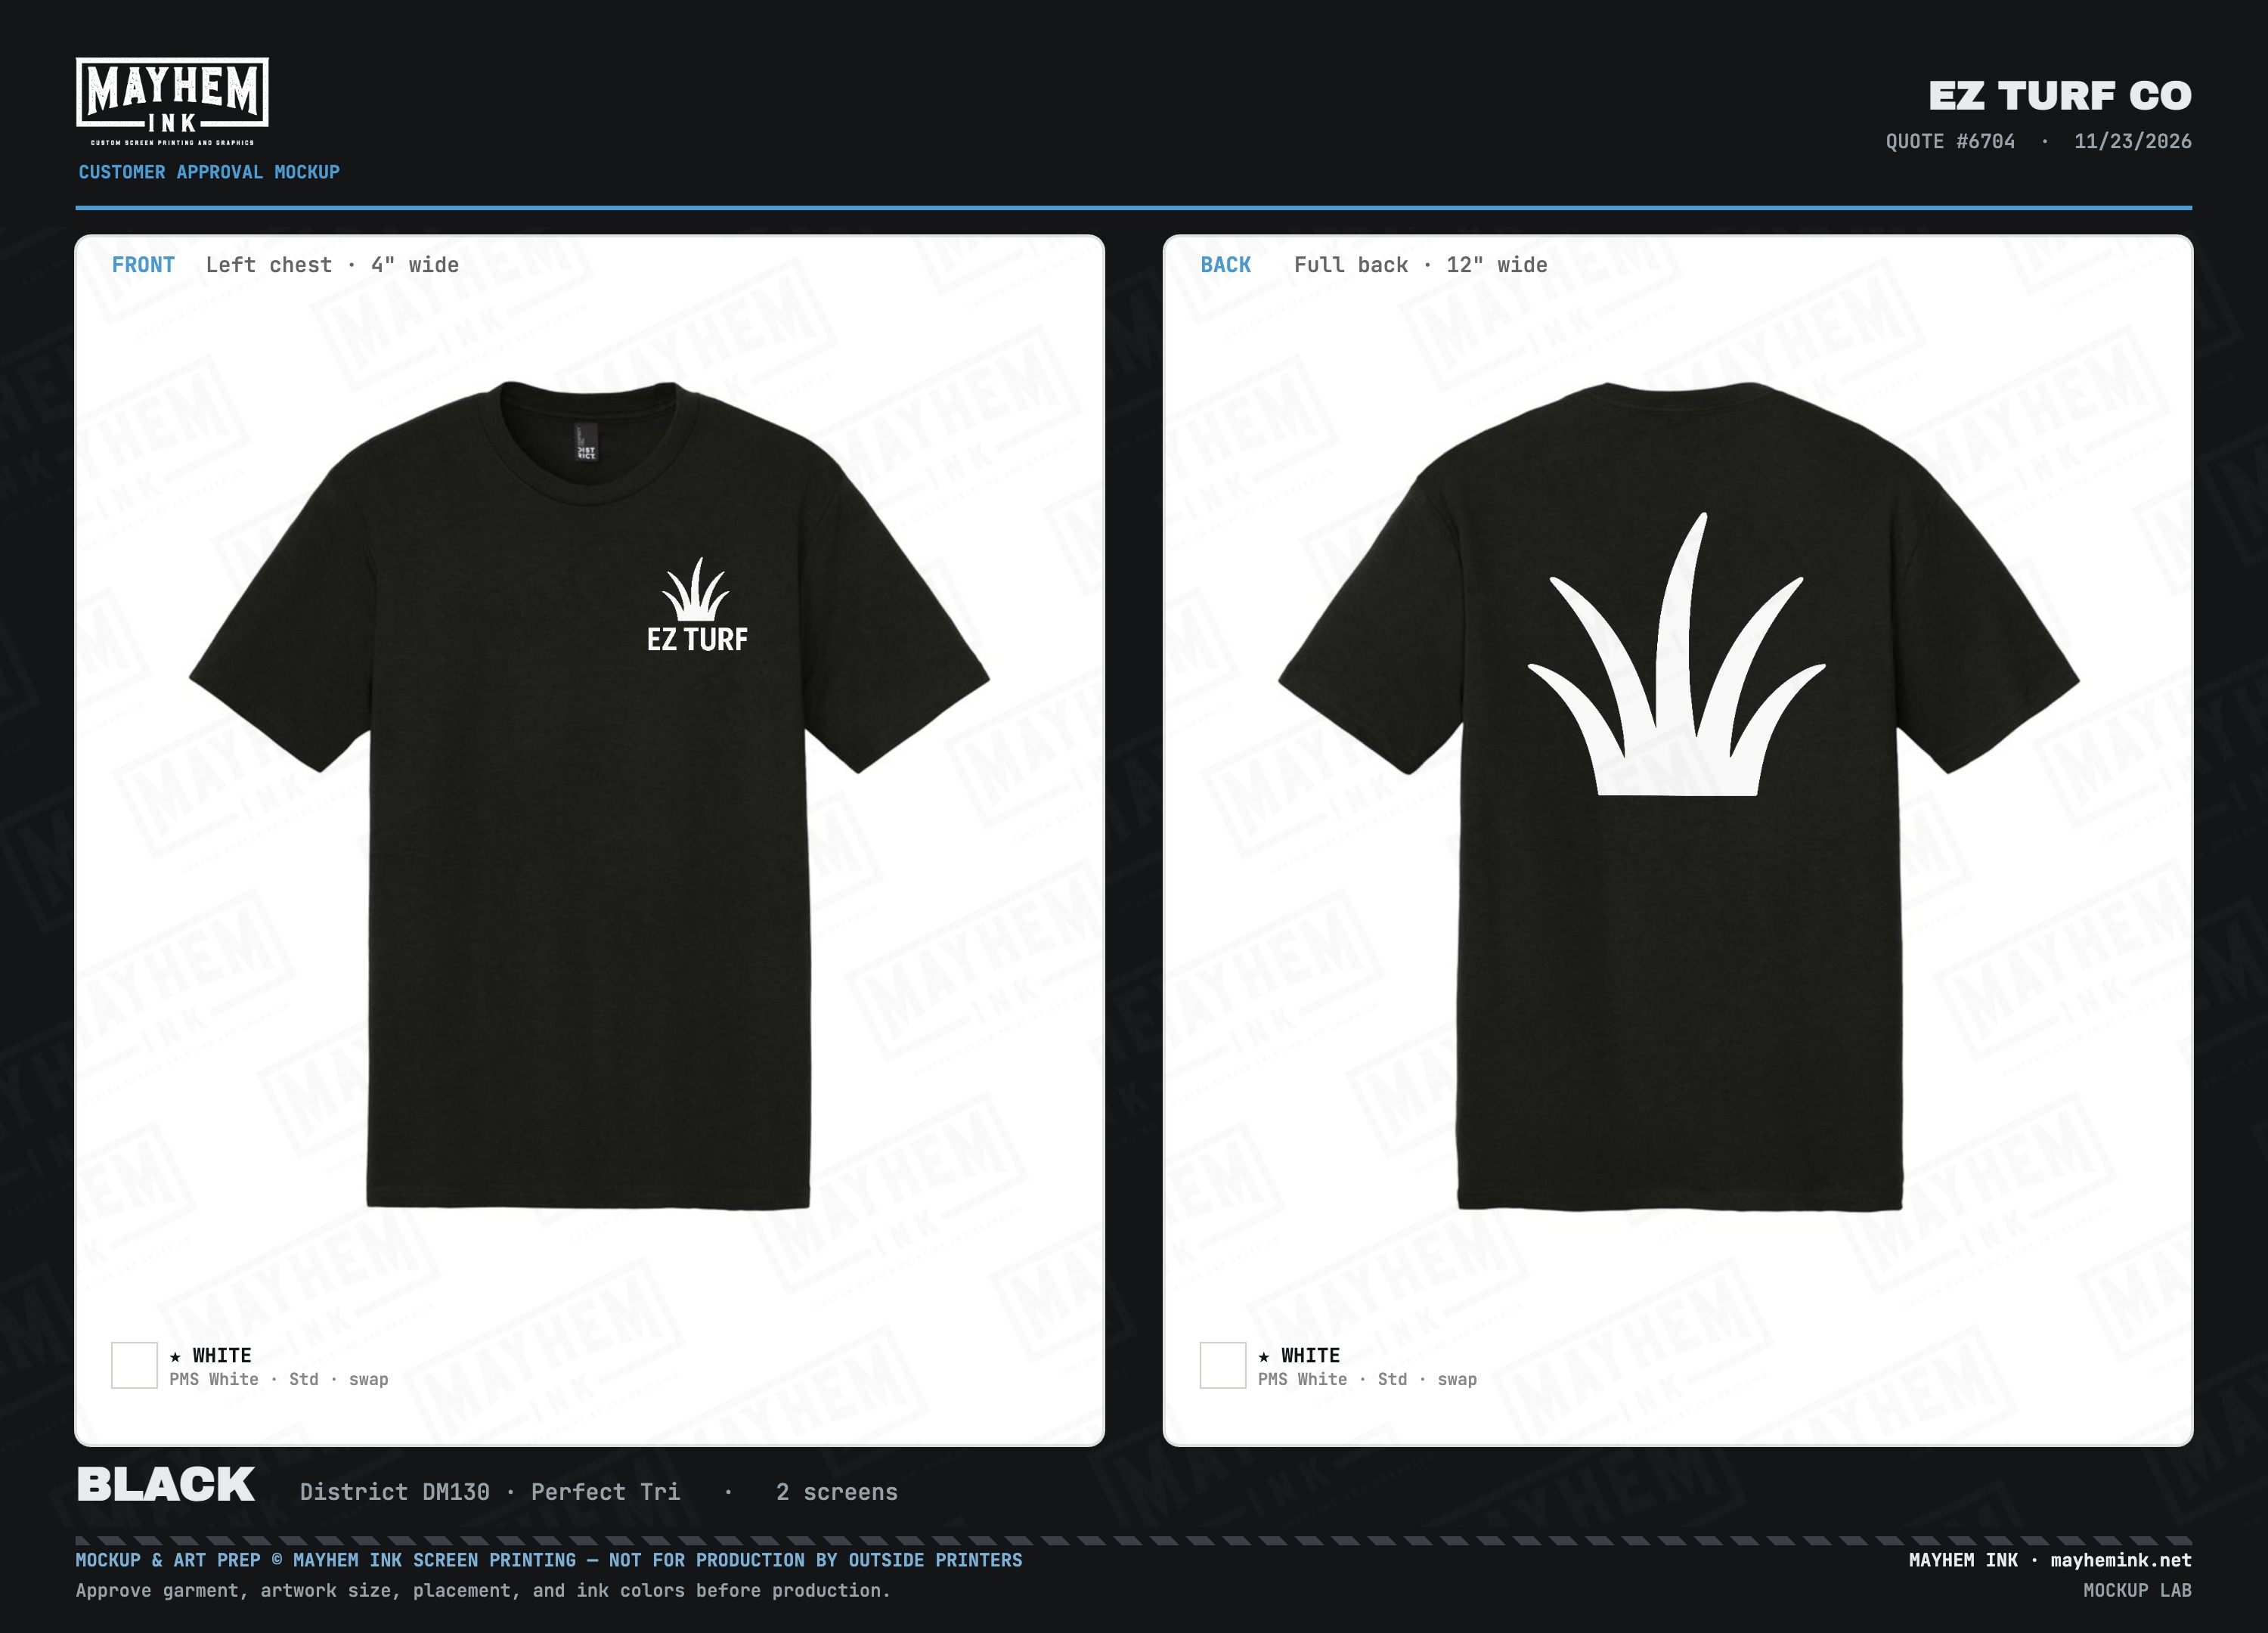 MAYHEM
INK
CUSTOM SCREEN PRINTING AND GRAPHICS
CUSTOMER APPROVAL MOCKUP
EZ TURF CO
QUOTE #6704 · 11/23/2026
FRONT Left chest · 4" wide
DIST
RICT
EZ TURF
★ WHITE
PMS White · Std · swap
BACK Full back · 12" wide
★ WHITE
PMS White · Std · swap
BLACK District DM130 · Perfect Tri · 2 screens
MOCKUP & ART PREP © MAYHEM INK SCREEN PRINTING — NOT FOR PRODUCTION BY OUTSIDE PRINTERS
Approve garment, artwork size, placement, and ink colors before production.
MAYHEM INK · mayhemink.net
MOCKUP LAB